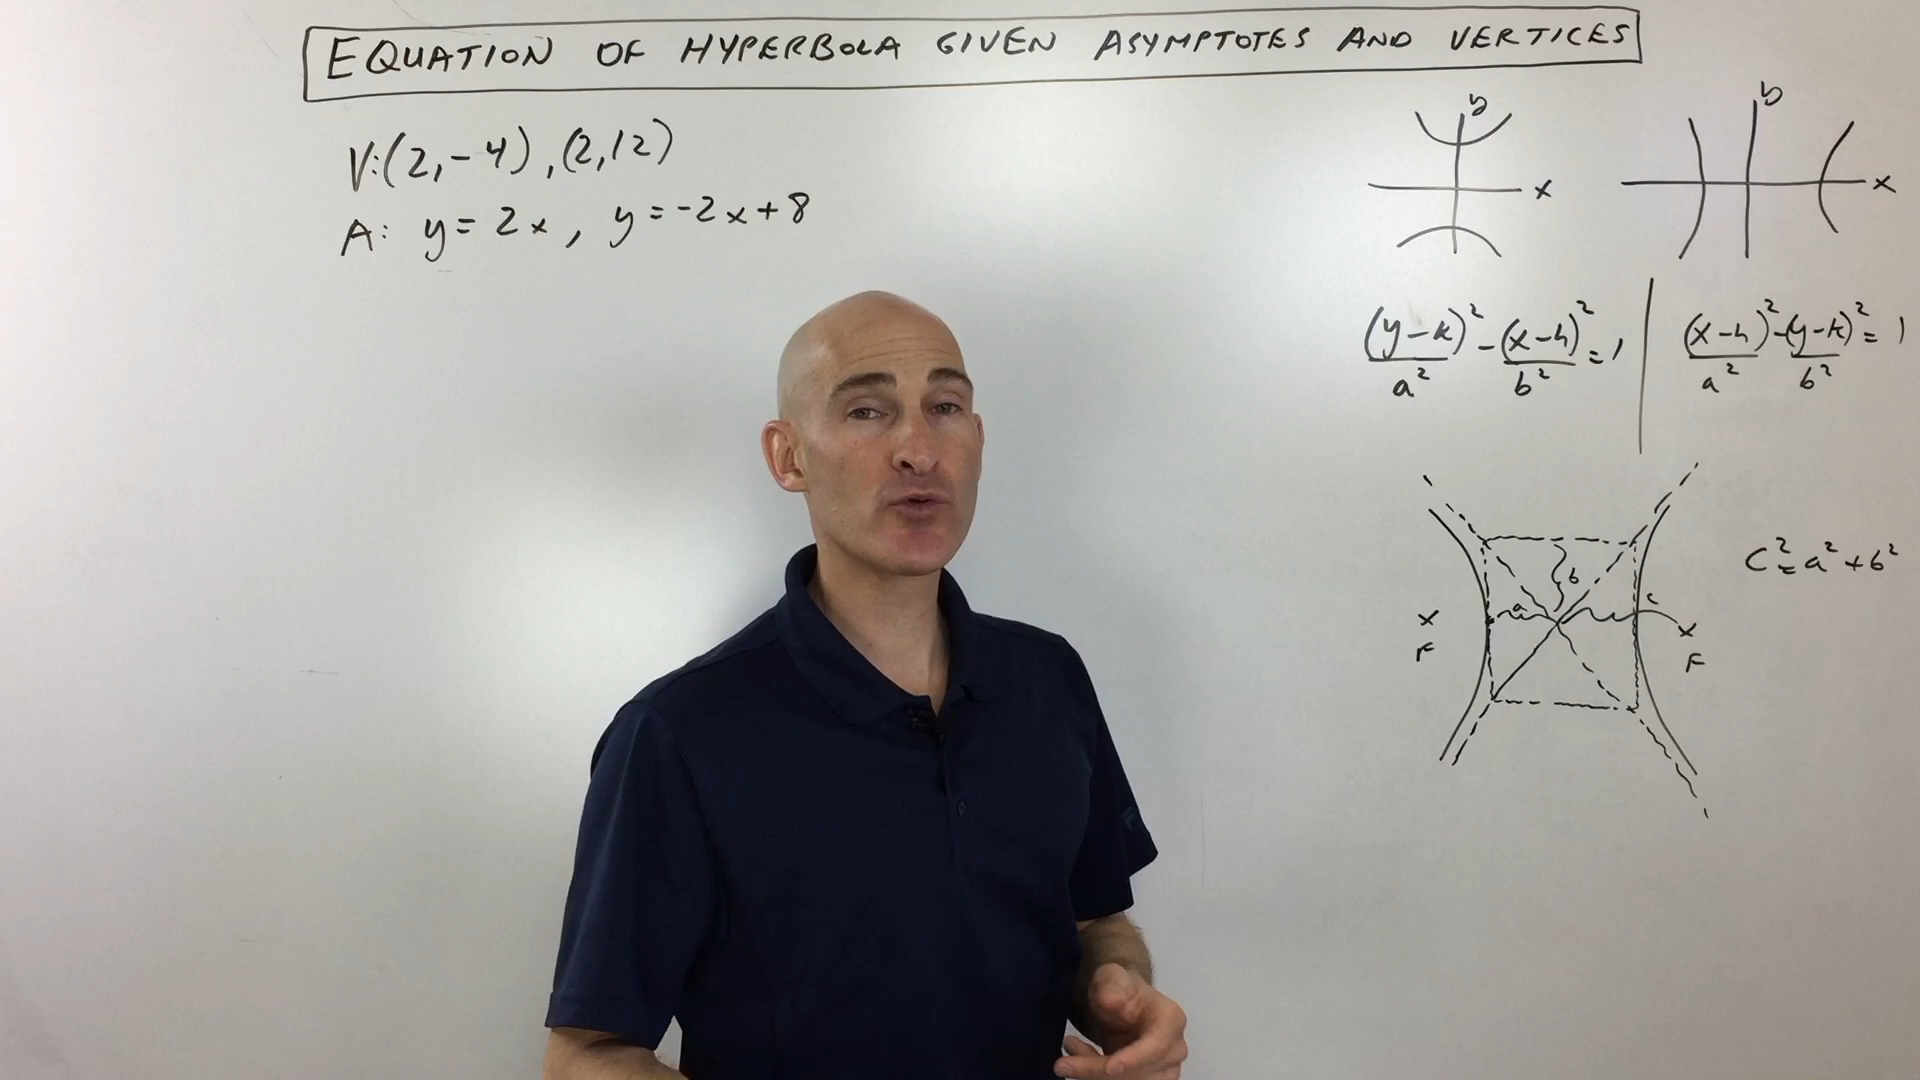 EQUATION OF HYPERBOLA GIVEN ASYMPTOTES AND VERTICES
V:(2,-4),(2,12)
A: y=2x, y=-2x+8
y
x
y
x
(y-k)²/a² - (x-h)²/b² = 1
(x-h)²/a² - (y-k)²/b² = 1
b
a
c
x
F
x
F
c²=a²+b²